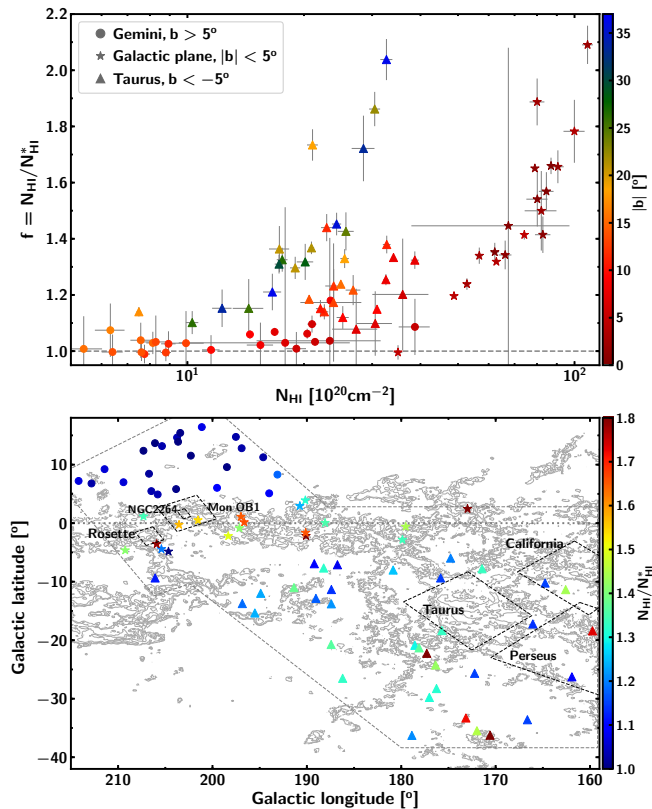 2.2
2.0
1.8
1.6
1.4
1.2
1.0
f = N_HI/N*_HI
Gemini, b > 5°
Galactic plane, |b| < 5°
Taurus, b < −5°
10¹
10²
N_HI [10²⁰cm⁻²]
35
30
25
20
15
10
5
0
|b| [°]
10
0
−10
−20
−30
−40
Galactic latitude [°]
NGC2264
Mon OB1
Rosette
California
Taurus
Perseus
210
200
190
180
170
160
Galactic longitude [°]
1.8
1.7
1.6
1.5
1.4
1.3
1.2
1.1
1.0
N_HI/N*_HI